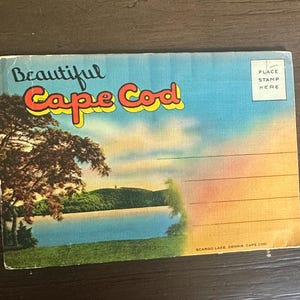 Beautiful
Cape Cod
PLACE
STAMP
HERE
SCARGO LAKE, DENNIS, CAPE COD